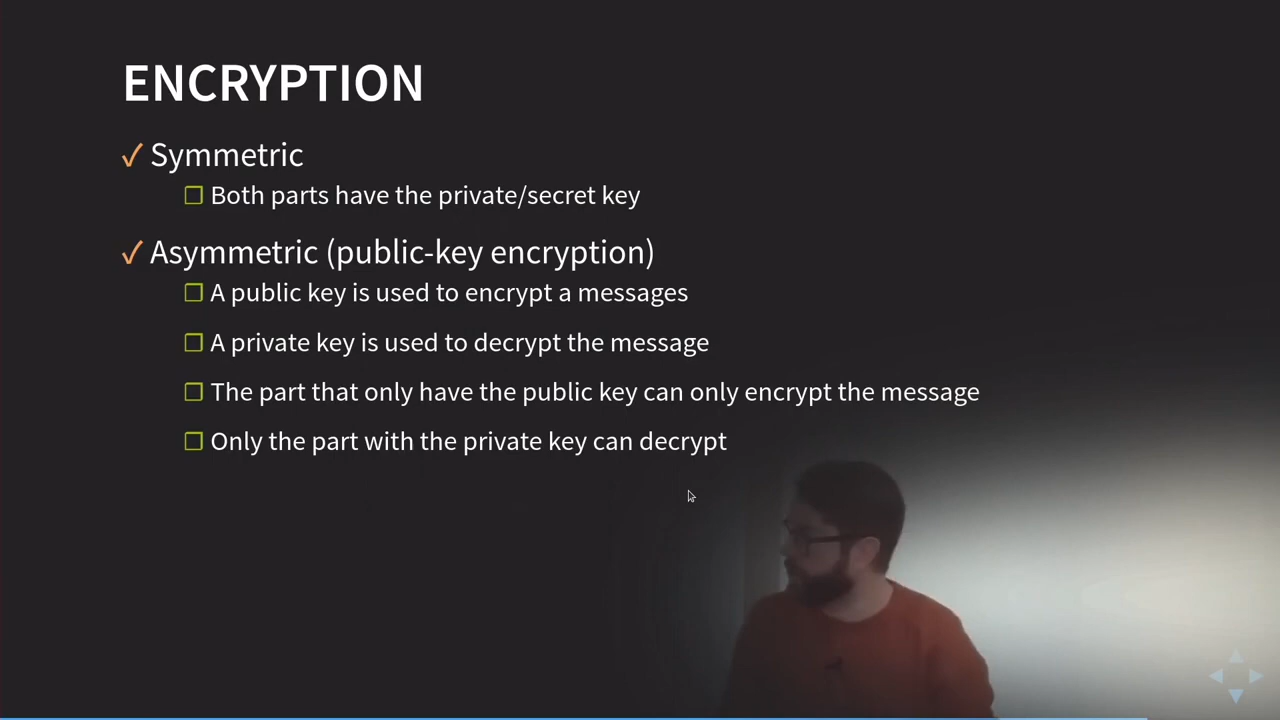 ENCRYPTION
✓ Symmetric
❐ Both parts have the private/secret key
✓ Asymmetric (public-key encryption)
❐ A public key is used to encrypt a messages
❐ A private key is used to decrypt the message
❐ The part that only have the public key can only encrypt the message
❐ Only the part with the private key can decrypt